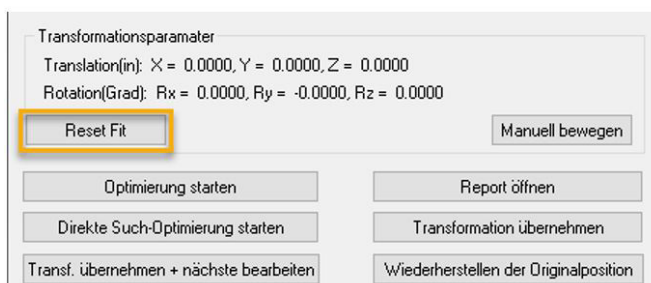 Transformationsparamater
Translation(in): X = 0.0000, Y = 0.0000, Z = 0.0000
Rotation(Grad): Rx = 0.0000, Ry = -0.0000, Rz = 0.0000
Reset Fit
Manuell bewegen
Optimierung starten
Report öffnen
Direkte Such-Optimierung starten
Transformation übernehmen
Transf. übernehmen + nächste bearbeiten
Wiederherstellen der Originalposition